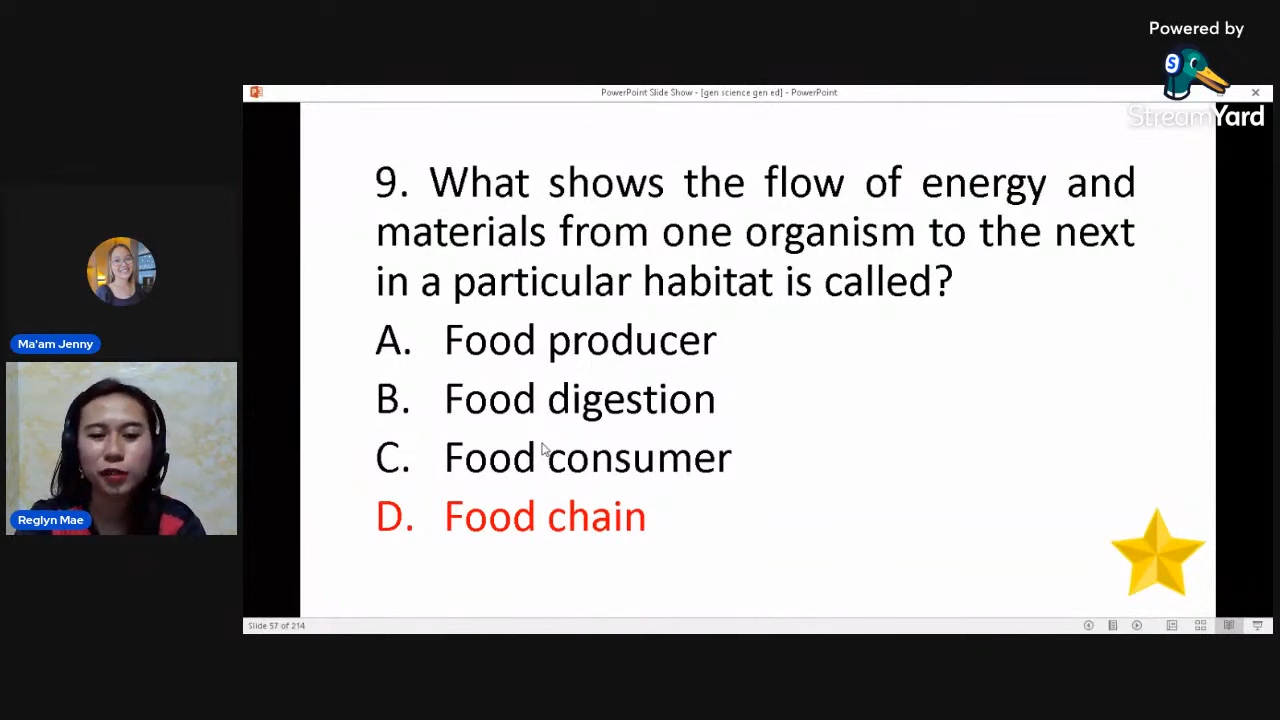 Powered by
StreamYard
PowerPoint Slide Show - [gen science gen ed] - PowerPoint
9. What shows the flow of energy and
materials from one organism to the next
in a particular habitat is called?
A. Food producer
B. Food digestion
C. Food consumer
D. Food chain
Ma'am Jenny
Reglyn Mae
Slide 57 of 214